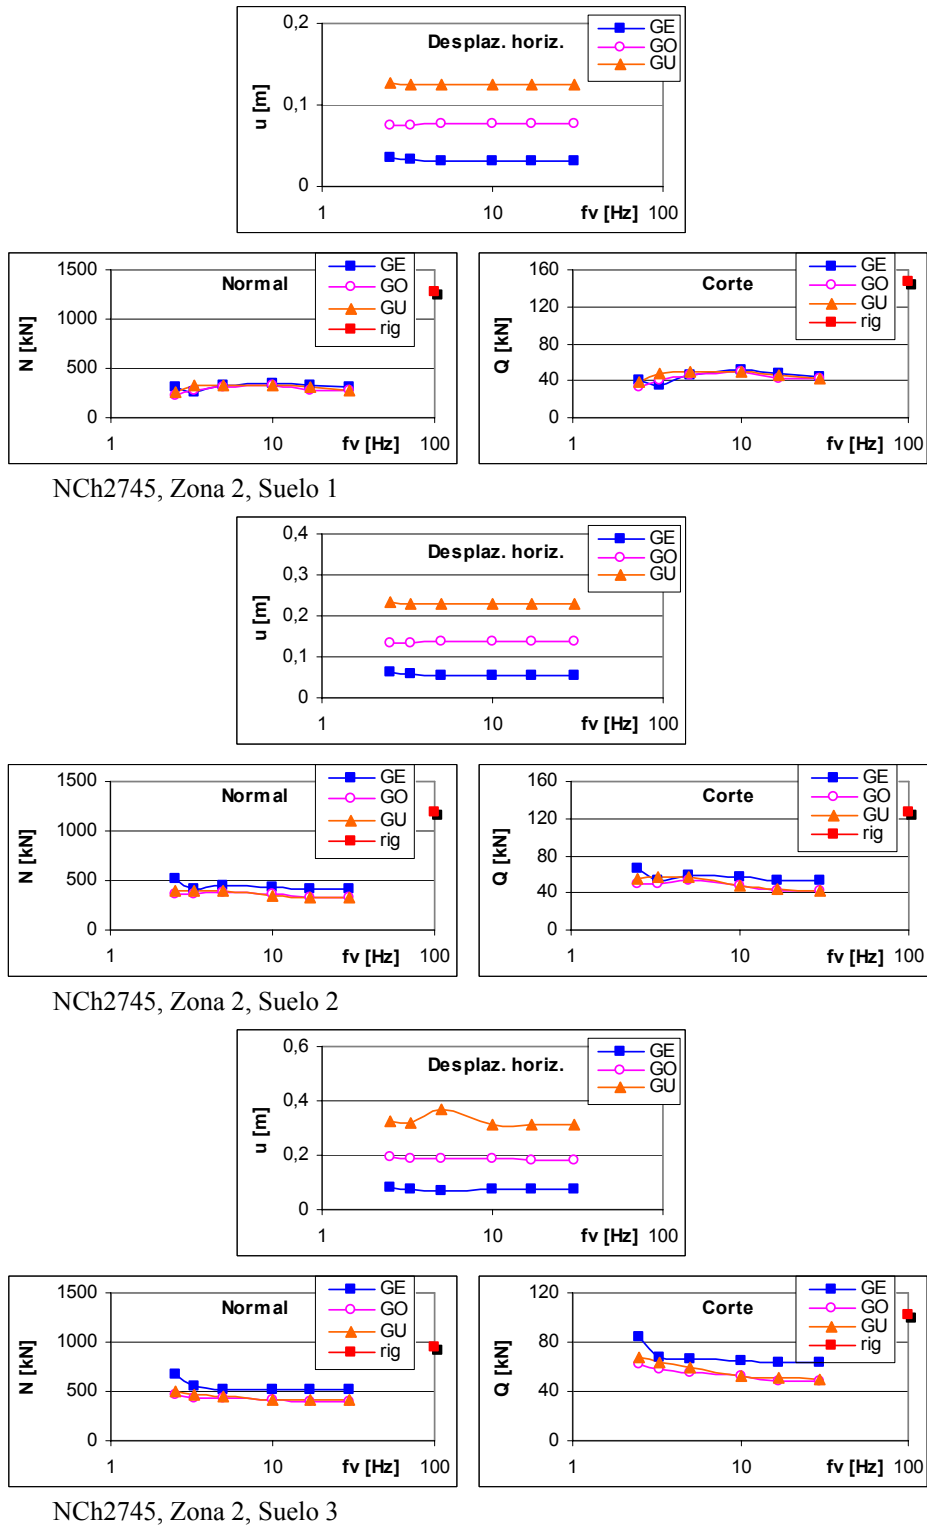 Desplaz. horiz.
GE
GO
GU
0,2
0,1
0
u [m]
1
10
fv [Hz]
100
Normal
GE
GO
GU
rig
1500
1000
500
0
N [kN]
1
10
fv [Hz]
100
Corte
GE
GO
GU
rig
160
120
80
40
0
Q [kN]
1
10
fv [Hz]
100
NCh2745, Zona 2, Suelo 1
Desplaz. horiz.
GE
GO
GU
0,4
0,3
0,2
0,1
0
u [m]
1
10
fv [Hz]
100
Normal
GE
GO
GU
rig
1500
1000
500
0
N [kN]
1
10
fv [Hz]
100
Corte
GE
GO
GU
rig
160
120
80
40
0
Q [kN]
1
10
fv [Hz]
100
NCh2745, Zona 2, Suelo 2
Desplaz. horiz.
GE
GO
GU
0,6
0,4
0,2
0
u [m]
1
10
fv [Hz]
100
Normal
GE
GO
GU
rig
1500
1000
500
0
N [kN]
1
10
fv [Hz]
100
Corte
GE
GO
GU
rig
120
80
40
0
Q [kN]
1
10
fv [Hz]
100
NCh2745, Zona 2, Suelo 3